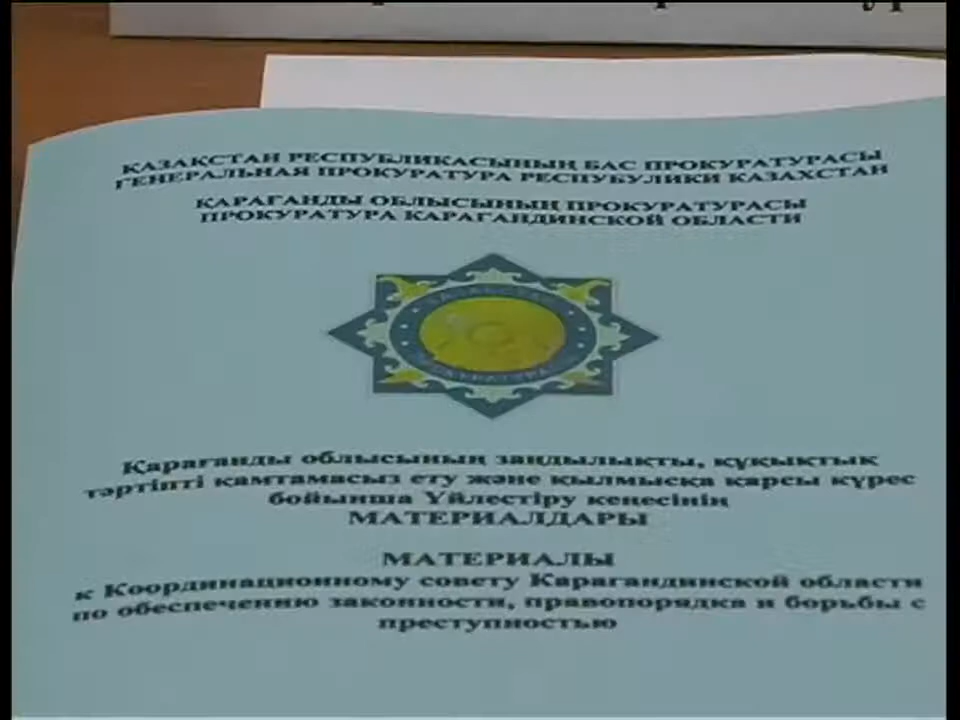 ҚАЗАҚСТАН РЕСПУБЛИКАСЫНЫҢ БАС ПРОКУРАТУРАСЫ
ГЕНЕРАЛЬНАЯ ПРОКУРАТУРА РЕСПУБУЛИКИ КАЗАХСТАН
ҚАРАҒАНДЫ ОБЛЫСЫНЫҢ ПРОКУРАТУРАСЫ
ПРОКУРАТУРА КАРАГАНДИНСКОЙ ОБЛАСТИ
ПРОКУРАТУРАСЫ
Қарағанды облысының заңдылықты, құқықтық
тәртіпті қамтамасыз ету және қылмысқа қарсы күрес
бойынша Үйлестіру кеңесінің
МАТЕРИАЛДАРЫ
МАТЕРИАЛЫ
к Координационному совету Карагандинской области
по обеспечению законности, правопорядка и борьбы с
преступностью